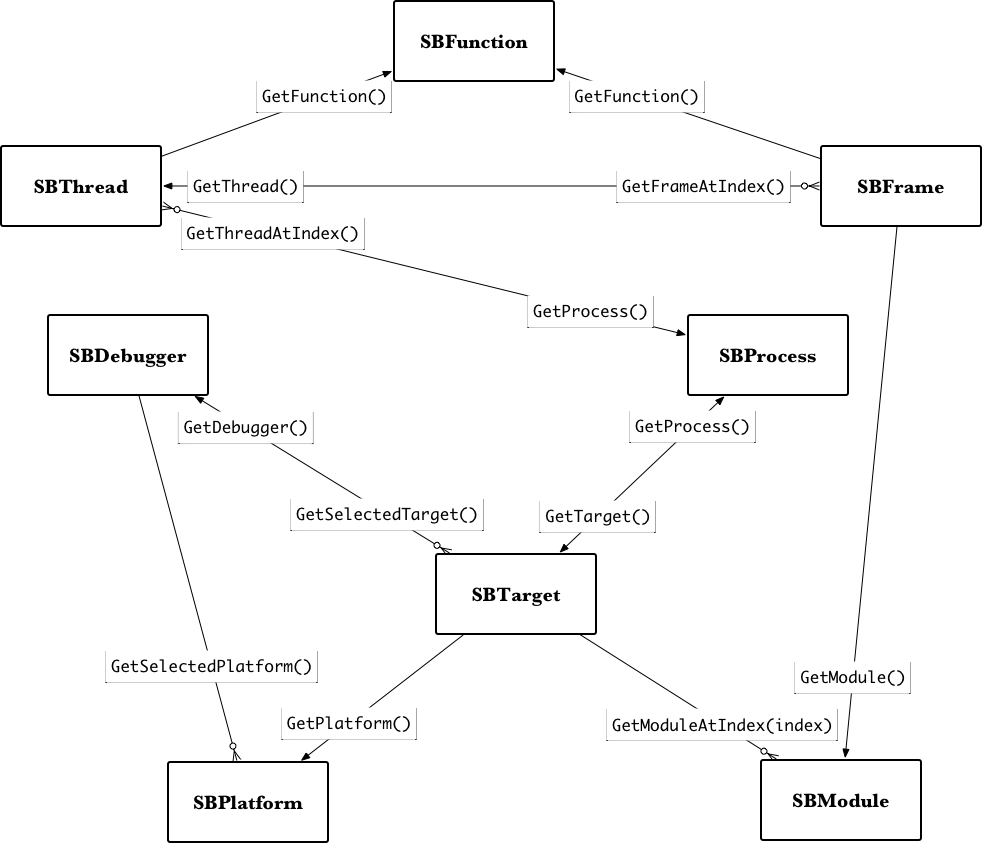 SBFunction
GetFunction()
GetFunction()
SBThread
GetThread()
GetFrameAtIndex()
SBFrame
GetThreadAtIndex()
GetProcess()
SBDebugger
SBProcess
GetDebugger()
GetProcess()
GetSelectedTarget()
GetTarget()
SBTarget
GetSelectedPlatform()
GetModule()
GetPlatform()
GetModuleAtIndex(index)
SBPlatform
SBModule